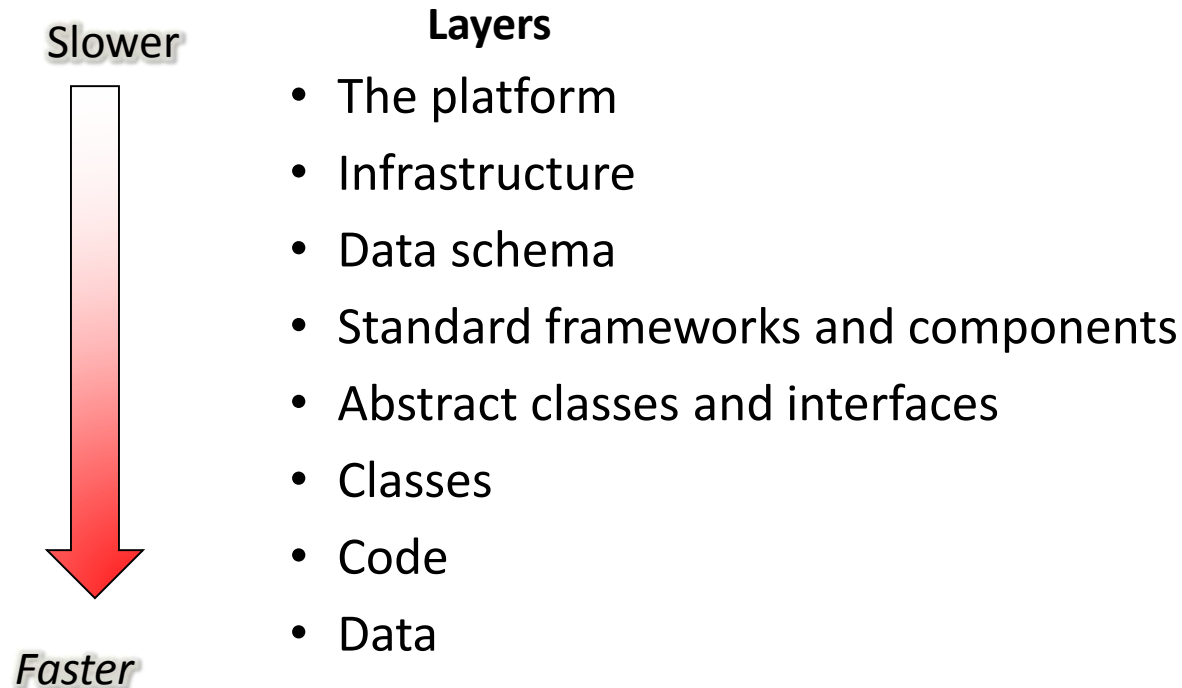 Slower
Layers
• The platform
• Infrastructure
• Data schema
• Standard frameworks and components
• Abstract classes and interfaces
• Classes
• Code
• Data
Faster